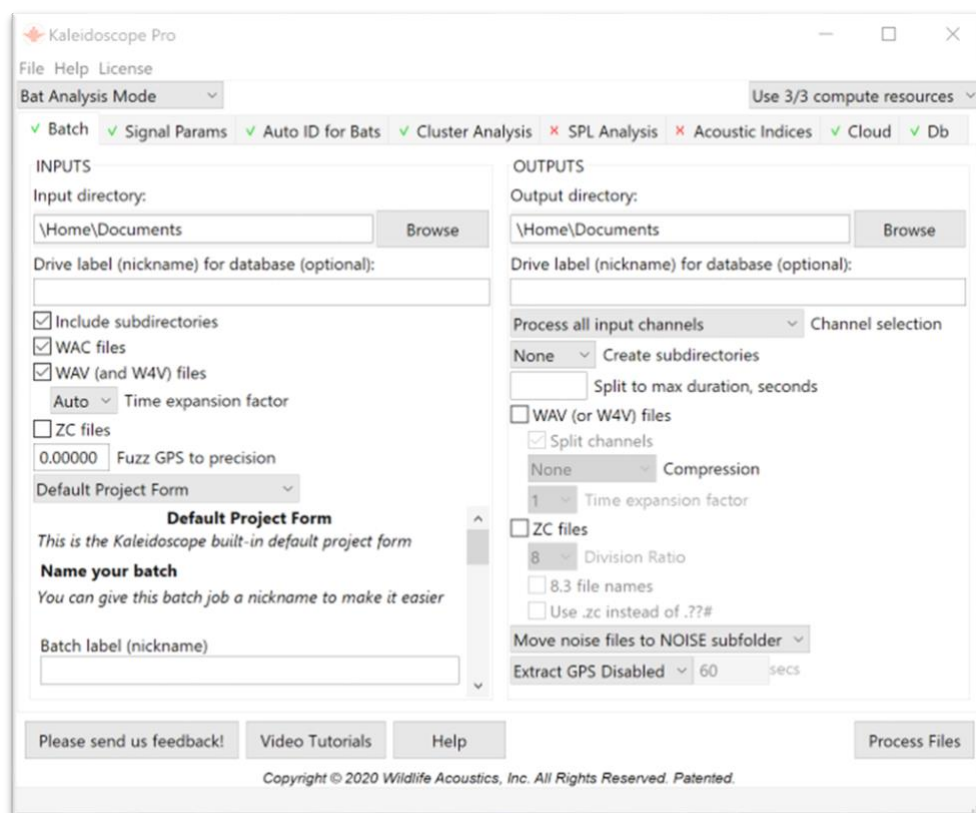 Kaleidoscope Pro
File Help License
Bat Analysis Mode
Use 3/3 compute resources
Batch Signal Params Auto ID for Bats Cluster Analysis SPL Analysis Acoustic Indices Cloud Db
INPUTS
Input directory:
\Home\Documents
Browse
Drive label (nickname) for database (optional):
Include subdirectories
WAC files
WAV (and W4V) files
Auto Time expansion factor
ZC files
0.00000 Fuzz GPS to precision
Default Project Form
Default Project Form
This is the Kaleidoscope built-in default project form
Name your batch
You can give this batch job a nickname to make it easier
Batch label (nickname)
OUTPUTS
Output directory:
\Home\Documents
Browse
Drive label (nickname) for database (optional):
Process all input channels Channel selection
None Create subdirectories
Split to max duration, seconds
WAV (or W4V) files
Split channels
None Compression
1 Time expansion factor
ZC files
8 Division Ratio
8.3 file names
Use .zc instead of .??#
Move noise files to NOISE subfolder
Extract GPS Disabled 60 secs
Please send us feedback! Video Tutorials Help Process Files
Copyright © 2020 Wildlife Acoustics, Inc. All Rights Reserved. Patented.